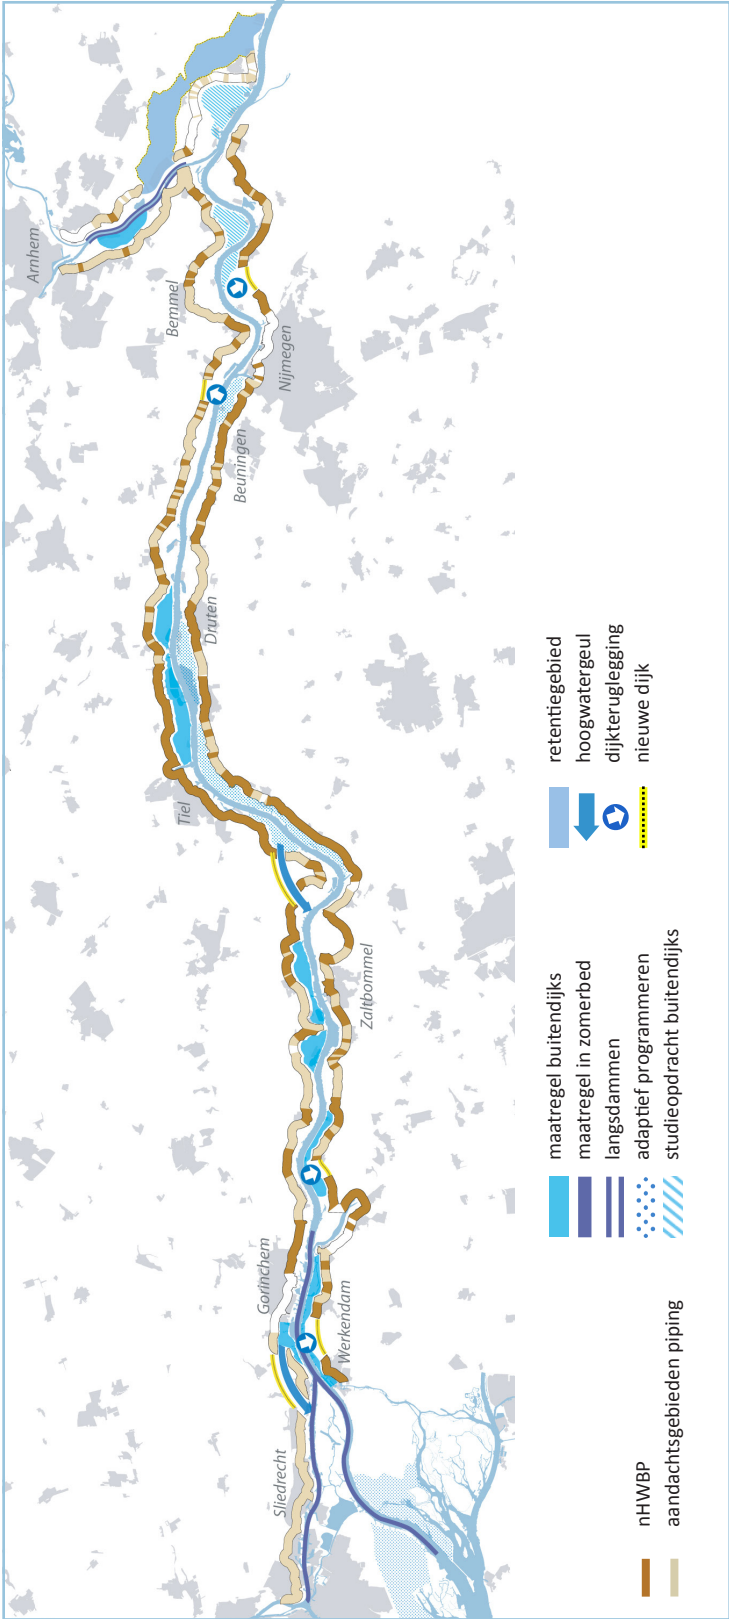 Arnhem
Bemmel
Nijmegen
Beuningen
Druten
Tiel
Zaltbommel
Gorinchem
Werkendam
Sliedrecht
nHWBP
aandachtsgebieden piping
maatregel buitendijks
maatregel in zomerbed
langsdammen
adaptief programmeren
studieopdracht buitendijks
retentiegebied
hoogwatergeul
dijkteruglegging
nieuwe dijk